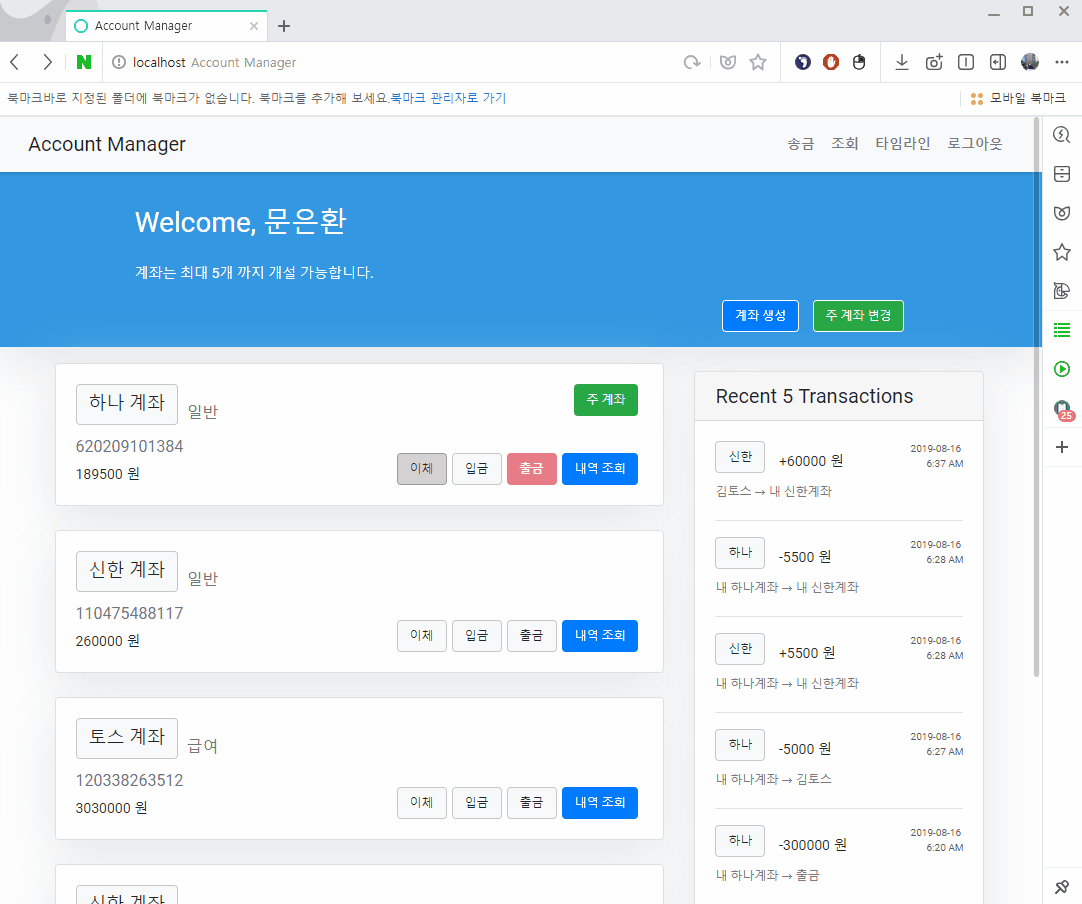 Account Manager
localhost Account Manager
북마크바로 지정된 폴더에 북마크가 없습니다. 북마크를 추가해 보세요.북마크 관리자로 가기
모바일 북마크
Account Manager
송금 조회 타임라인 로그아웃
Welcome, 문은환
계좌는 최대 5개 까지 개설 가능합니다.
계좌 생성 주 계좌 변경
하나 계좌 일반
주 계좌
620209101384
189500 원
이체 입금 출금 내역 조회
신한 계좌 일반
110475488117
260000 원
이체 입금 출금 내역 조회
토스 계좌 급여
120338263512
3030000 원
이체 입금 출금 내역 조회
신한 계좌
Recent 5 Transactions
신한 +60000 원
2019-08-16
6:37 AM
김토스 → 내 신한계좌
하나 -5500 원
2019-08-16
6:28 AM
내 하나계좌 → 내 신한계좌
신한 +5500 원
2019-08-16
6:28 AM
내 하나계좌 → 내 신한계좌
하나 -5000 원
2019-08-16
6:27 AM
내 하나계좌 → 김토스
하나 -300000 원
2019-08-16
6:20 AM
내 하나계좌 → 출금
25